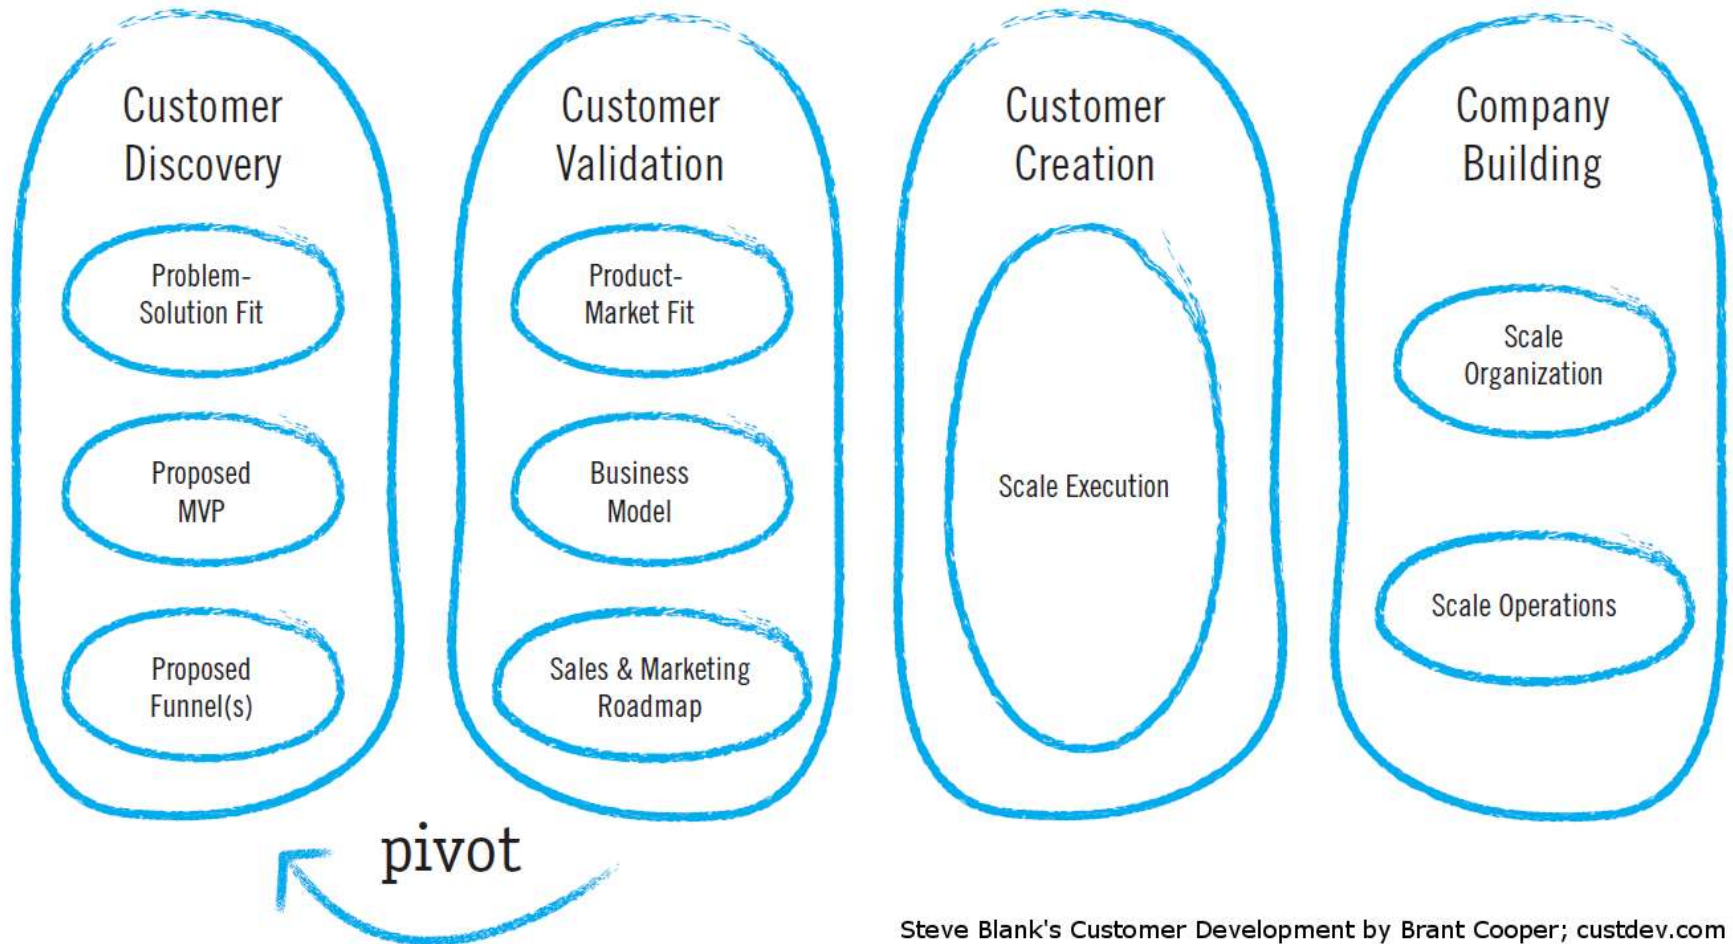 Customer
Discovery
Problem-
Solution Fit
Proposed
MVP
Proposed
Funnel(s)
Customer
Validation
Product-
Market Fit
Business
Model
Sales & Marketing
Roadmap
Customer
Creation
Scale Execution
Company
Building
Scale
Organization
Scale Operations
pivot
Steve Blank's Customer Development by Brant Cooper; custdev.com